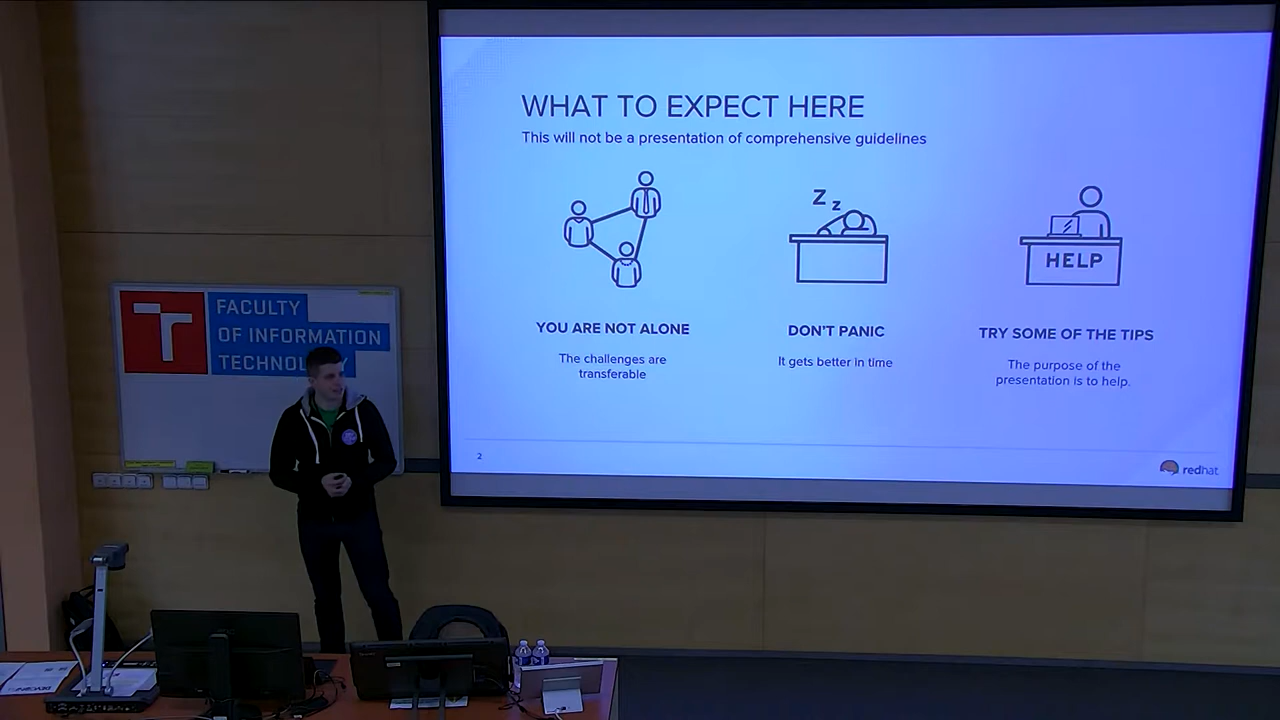 WHAT TO EXPECT HERE
This will not be a presentation of comprehensive guidelines
Z z
HELP
YOU ARE NOT ALONE
The challenges are
transferable
DON'T PANIC
It gets better in time
TRY SOME OF THE TIPS
The purpose of the
presentation is to help.
2
redhat
FACULTY
OF INFORMATION